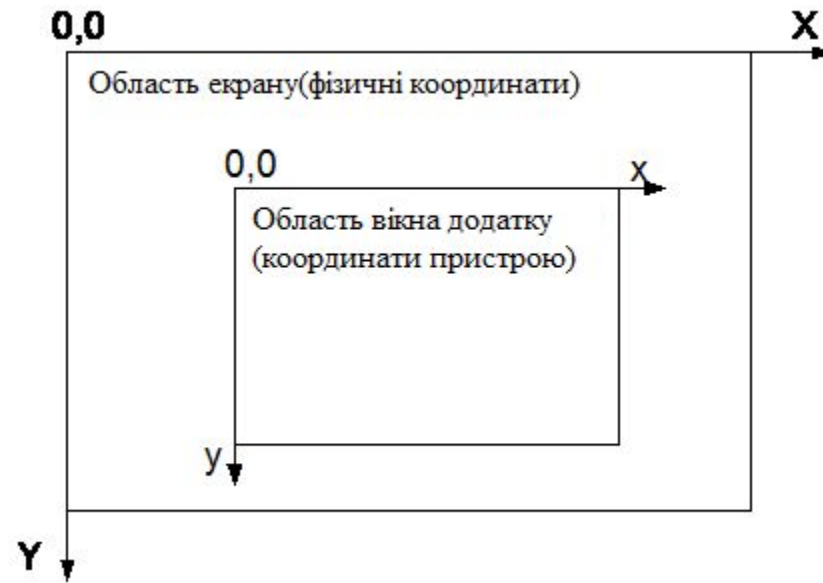 0,0 X
Область екрану(фізичні координати)
0,0 x
Область вікна додатку
(координати пристрою)
y
Y